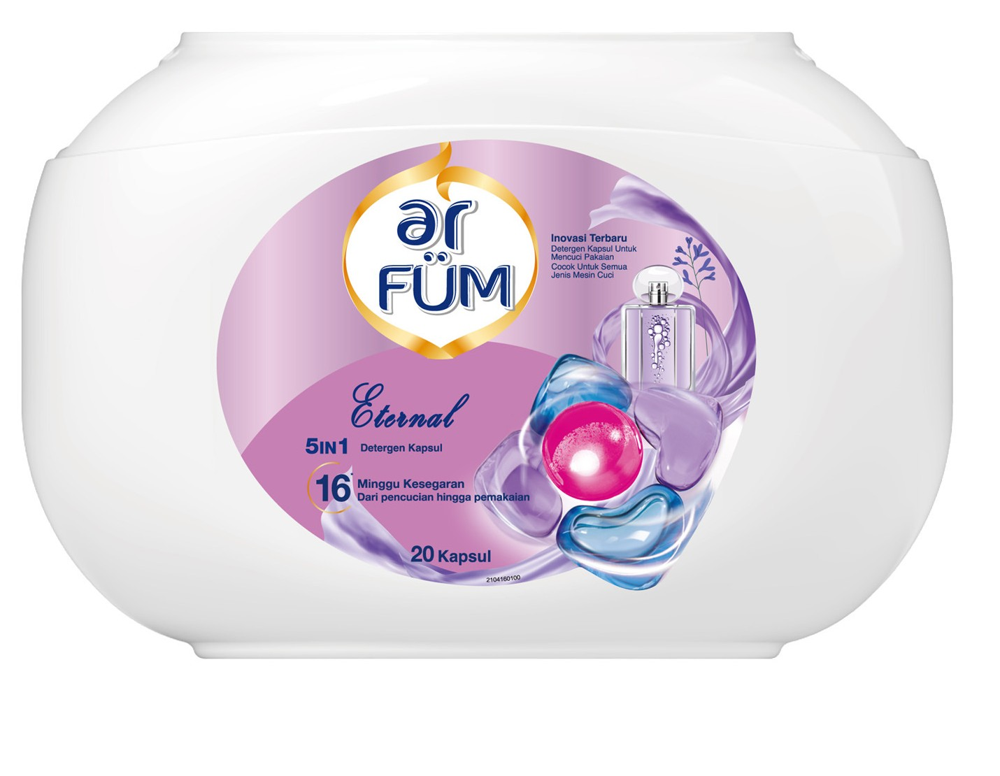 ar
FÜM
Inovasi Terbaru
Detergen Kapsul Untuk
Mencuci Pakaian
Cocok Untuk Semua
Jenis Mesin Cuci
Eternal
5IN1 Detergen Kapsul
16* Minggu Kesegaran
Dari pencucian hingga pemakaian
20 Kapsul
2104160100